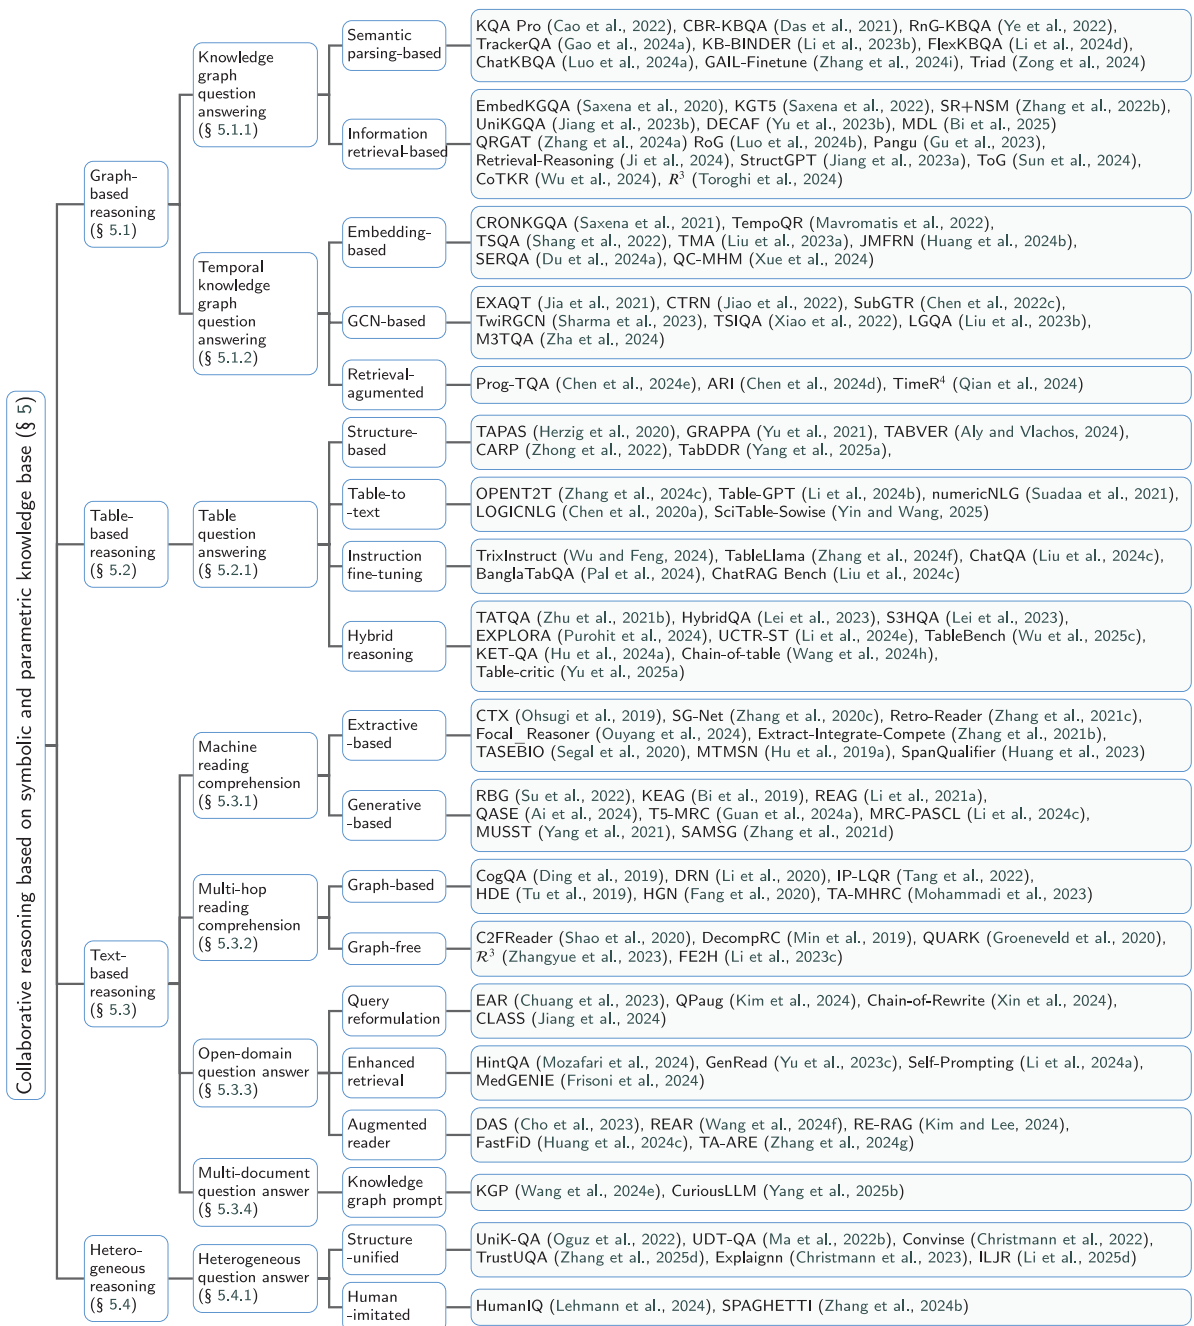 Collaborative reasoning based on symbolic and parametric knowledge base (§ 5)
Graph-
based
reasoning
(§ 5.1)
Knowledge
graph
question
answering
(§ 5.1.1)
Semantic
parsing-based
KQA Pro (Cao et al., 2022), CBR-KBQA (Das et al., 2021), RnG-KBQA (Ye et al., 2022),
TrackerQA (Gao et al., 2024a), KB-BINDER (Li et al., 2023b), FlexKBQA (Li et al., 2024d),
ChatKBQA (Luo et al., 2024a), GAIL-Finetune (Zhang et al., 2024i), Triad (Zong et al., 2024)
Information
retrieval-based
EmbedKGQA (Saxena et al., 2020), KGT5 (Saxena et al., 2022), SR+NSM (Zhang et al., 2022b),
UniKGQA (Jiang et al., 2023b), DECAF (Yu et al., 2023b), MDL (Bi et al., 2025)
QRGAT (Zhang et al., 2024a) RoG (Luo et al., 2024b), Pangu (Gu et al., 2023),
Retrieval-Reasoning (Ji et al., 2024), StructGPT (Jiang et al., 2023a), ToG (Sun et al., 2024),
CoTKR (Wu et al., 2024), R³ (Toroghi et al., 2024)
Temporal
knowledge
graph
question
answering
(§ 5.1.2)
Embedding-
based
CRONKGQA (Saxena et al., 2021), TempoQR (Mavromatis et al., 2022),
TSQA (Shang et al., 2022), TMA (Liu et al., 2023a), JMFRN (Huang et al., 2024b),
SERQA (Du et al., 2024a), QC-MHM (Xue et al., 2024)
GCN-based
EXAQT (Jia et al., 2021), CTRN (Jiao et al., 2022), SubGTR (Chen et al., 2022c),
TwiRGCN (Sharma et al., 2023), TSIQA (Xiao et al., 2022), LGQA (Liu et al., 2023b),
M3TQA (Zha et al., 2024)
Retrieval-
agumented
Prog-TQA (Chen et al., 2024e), ARI (Chen et al., 2024d), TimeR⁴ (Qian et al., 2024)
Table-
based
reasoning
(§ 5.2)
Table
question
answering
(§ 5.2.1)
Structure-
based
TAPAS (Herzig et al., 2020), GRAPPA (Yu et al., 2021), TABVER (Aly and Vlachos, 2024),
CARP (Zhong et al., 2022), TabDDR (Yang et al., 2025a),
Table-to
-text
OPENT2T (Zhang et al., 2024c), Table-GPT (Li et al., 2024b), numericNLG (Suadaa et al., 2021),
LOGICNLG (Chen et al., 2020a), SciTable-Sowise (Yin and Wang, 2025)
Instruction
fine-tuning
TrixInstruct (Wu and Feng, 2024), TableLlama (Zhang et al., 2024f), ChatQA (Liu et al., 2024c),
BanglaTabQA (Pal et al., 2024), ChatRAG Bench (Liu et al., 2024c)
Hybrid
reasoning
TATQA (Zhu et al., 2021b), HybridQA (Lei et al., 2023), S3HQA (Lei et al., 2023),
EXPLORA (Purohit et al., 2024), UCTR-ST (Li et al., 2024e), TableBench (Wu et al., 2025c),
KET-QA (Hu et al., 2024a), Chain-of-table (Wang et al., 2024h),
Table-critic (Yu et al., 2025a)
Text-
based
reasoning
(§ 5.3)
Machine
reading
comprehension
(§ 5.3.1)
Extractive
-based
CTX (Ohsugi et al., 2019), SG-Net (Zhang et al., 2020c), Retro-Reader (Zhang et al., 2021c),
Focal_Reasoner (Ouyang et al., 2024), Extract-Integrate-Compete (Zhang et al., 2021b),
TASEBIO (Segal et al., 2020), MTMSN (Hu et al., 2019a), SpanQualifier (Huang et al., 2023)
Generative
-based
RBG (Su et al., 2022), KEAG (Bi et al., 2019), REAG (Li et al., 2021a),
QASE (Ai et al., 2024), T5-MRC (Guan et al., 2024a), MRC-PASCL (Li et al., 2024c),
MUSST (Yang et al., 2021), SAMSG (Zhang et al., 2021d)
Multi-hop
reading
comprehension
(§ 5.3.2)
Graph-based
CogQA (Ding et al., 2019), DRN (Li et al., 2020), IP-LQR (Tang et al., 2022),
HDE (Tu et al., 2019), HGN (Fang et al., 2020), TA-MHRC (Mohammadi et al., 2023)
Graph-free
C2FReader (Shao et al., 2020), DecompRC (Min et al., 2019), QUARK (Groeneveld et al., 2020),
R³ (Zhangyue et al., 2023), FE2H (Li et al., 2023c)
Open-domain
question answer
(§ 5.3.3)
Query
reformulation
EAR (Chuang et al., 2023), QPaug (Kim et al., 2024), Chain-of-Rewrite (Xin et al., 2024),
CLASS (Jiang et al., 2024)
Enhanced
retrieval
HintQA (Mozafari et al., 2024), GenRead (Yu et al., 2023c), Self-Prompting (Li et al., 2024a),
MedGENIE (Frisoni et al., 2024)
Augmented
reader
DAS (Cho et al., 2023), REAR (Wang et al., 2024f), RE-RAG (Kim and Lee, 2024),
FastFiD (Huang et al., 2024c), TA-ARE (Zhang et al., 2024g)
Multi-document
question answer
(§ 5.3.4)
Knowledge
graph prompt
KGP (Wang et al., 2024e), CuriousLLM (Yang et al., 2025b)
Hetero-
geneous
reasoning
(§ 5.4)
Heterogeneous
question answer
(§ 5.4.1)
Structure
-unified
UniK-QA (Oguz et al., 2022), UDT-QA (Ma et al., 2022b), Convinse (Christmann et al., 2022),
TrustUQA (Zhang et al., 2025d), Explaignn (Christmann et al., 2023), ILJR (Li et al., 2025d)
Human
-imitated
HumanIQ (Lehmann et al., 2024), SPAGHETTI (Zhang et al., 2024b)